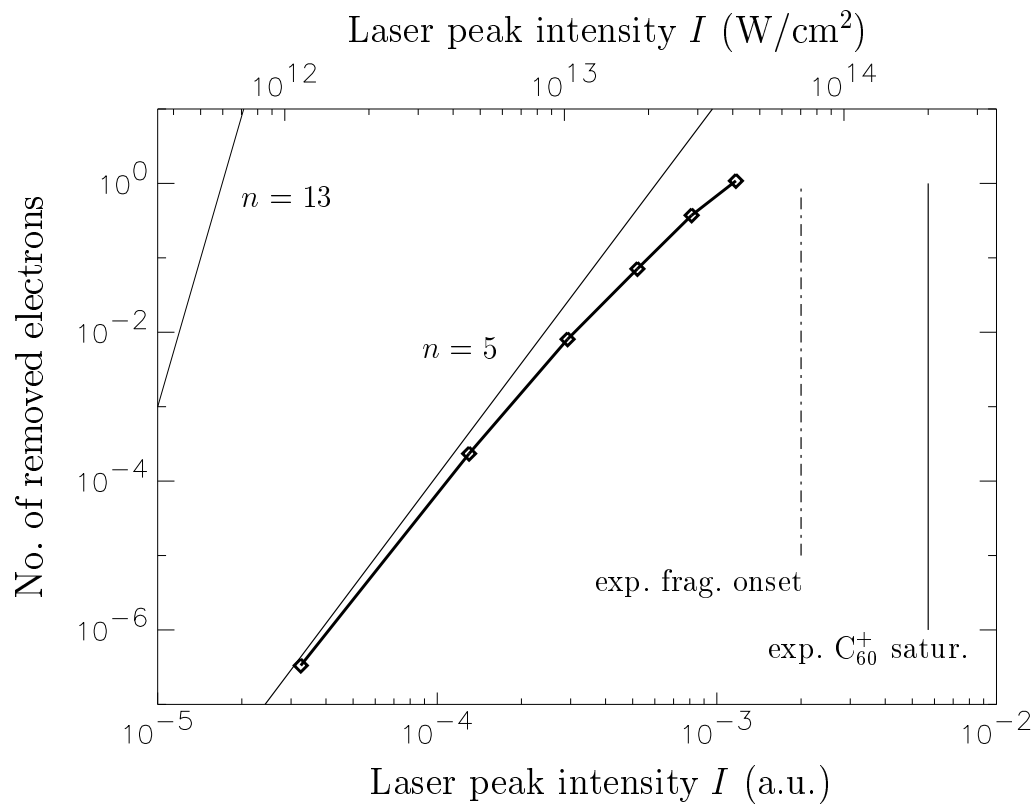 Laser peak intensity I (W/cm²)
10¹² 10¹³ 10¹⁴
No. of removed electrons
10⁰
10⁻²
10⁻⁴
10⁻⁶
n = 13
n = 5
exp. frag. onset
exp. C₆₀⁺ satur.
10⁻⁵ 10⁻⁴ 10⁻³ 10⁻²
Laser peak intensity I (a.u.)